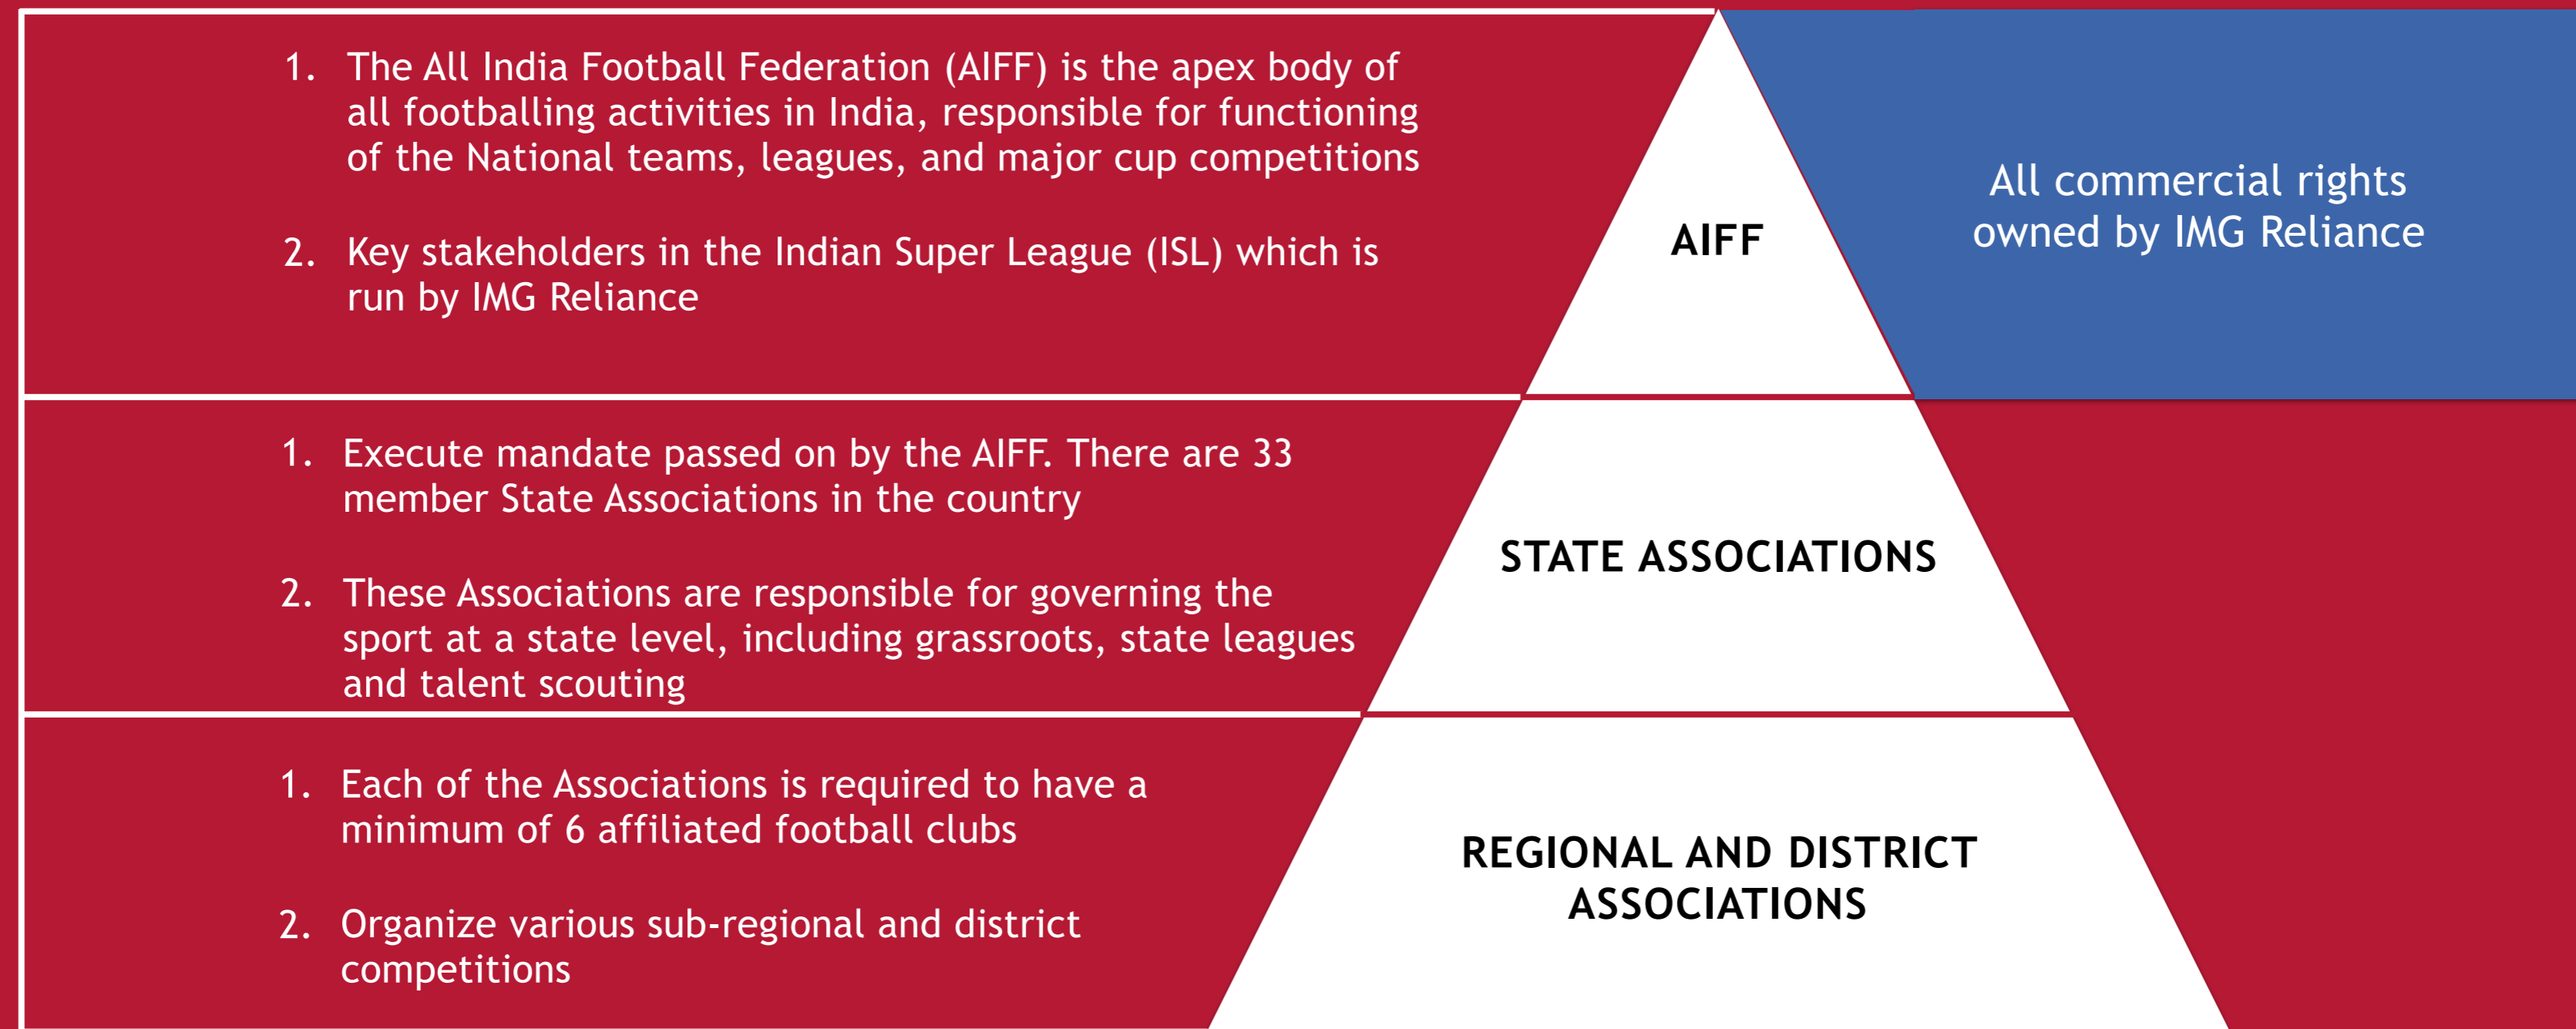 1. The All India Football Federation (AIFF) is the apex body of
all footballing activities in India, responsible for functioning
of the National teams, leagues, and major cup competitions
2. Key stakeholders in the Indian Super League (ISL) which is
run by IMG Reliance
AIFF
All commercial rights
owned by IMG Reliance
1. Execute mandate passed on by the AIFF. There are 33
member State Associations in the country
2. These Associations are responsible for governing the
sport at a state level, including grassroots, state leagues
and talent scouting
STATE ASSOCIATIONS
1. Each of the Associations is required to have a
minimum of 6 affiliated football clubs
2. Organize various sub-regional and district
competitions
REGIONAL AND DISTRICT
ASSOCIATIONS